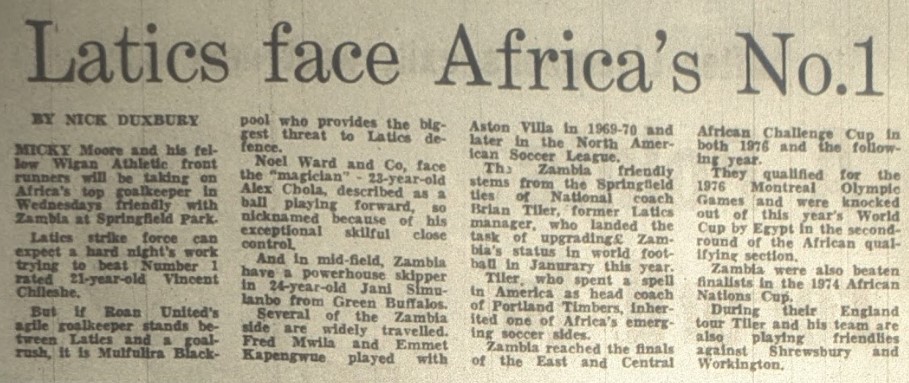 Latics face Africa's No.1
BY NICK DUXBURY
MICKY Moore and his fel-
low Wigan Athletic front
runners will be taking on
Africa's top goalkeeper in
Wednesdays friendly with
Zambia at Springfield Park.
Latics strike force can
expect a hard night's work
trying to beat Number 1
rated 21-year-old Vincent
Chileshe.
But if Roan United's
agile goalkeeper stands be-
tween Latics and a goal-
rush, it is Mulfulira Black-
pool who provides the big-
gest threat to Latics de-
fence.
Noel Ward and Co, face
the "magician" - 23-year-old
Alex Chola, described as a
ball playing forward, so
nicknamed because of his
exceptional skilful close
control.
And in mid-field, Zambia
have a powerhouse skipper
in 24-year-old Jani Simu-
lanbo from Green Buffalos.
Several of the Zambia
side are widely travelled.
Fred Mwila and Emmet
Kapengwue played with
Aston Villa in 1969-70 and
later in the North Amer-
ican Soccer League.
Th: Zambia friendly
stems from the Springfield
ties of National coach
Brian Tiler, former Latics
manager, who landed the
task of upgrading£ Zam-
bia's status in world foot-
ball in Janurary this year.
Tiler, who spent a spell
in America as head coach
of Portland Timbers, inher-
ited one of Africa's emerg-
ing soccer sides.
Zambia reached the finals
of the East and Central
African Challenge Cup in
both 1976 and the follow-
ing year.
They qualified for the
1976 Montreal Olympic
Games and were knocked
out of this year's World
Cup by Egypt in the second-
round of the African qual-
ifying section.
Zambia were also beaten
finalists in the 1974 African
Nations Cup.
During their England
tour Tiler and his team are
also playing friendlies
against Shrewsbury and
Workington.